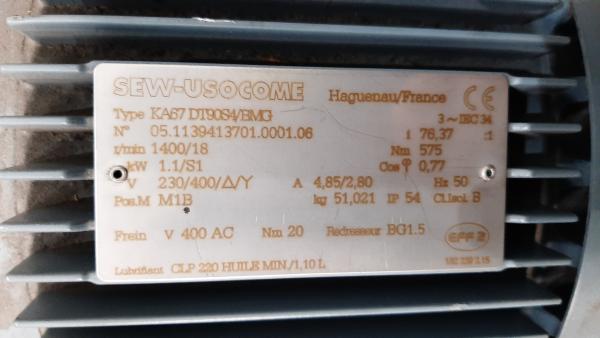 SEW-USOCOME Haguenau/France CE
Type KA67 DT90S4/BMG 3~IEC 34
N° 05.1139413701.0001.06 i 76,37 :1
r/min 1400/18 Nm 575
kW 1.1/S1 Cos φ 0,77
V 230/400/△/Y A 4,85/2,80 Hz 50
Pos.M M1B kg 51,021 IP 54 Cl.isol. B
Frein V 400 AC Nm 20 Redresseur BG1.5 EFF 2
Lubrifiant CLP 220 HUILE MIN./1,10 L